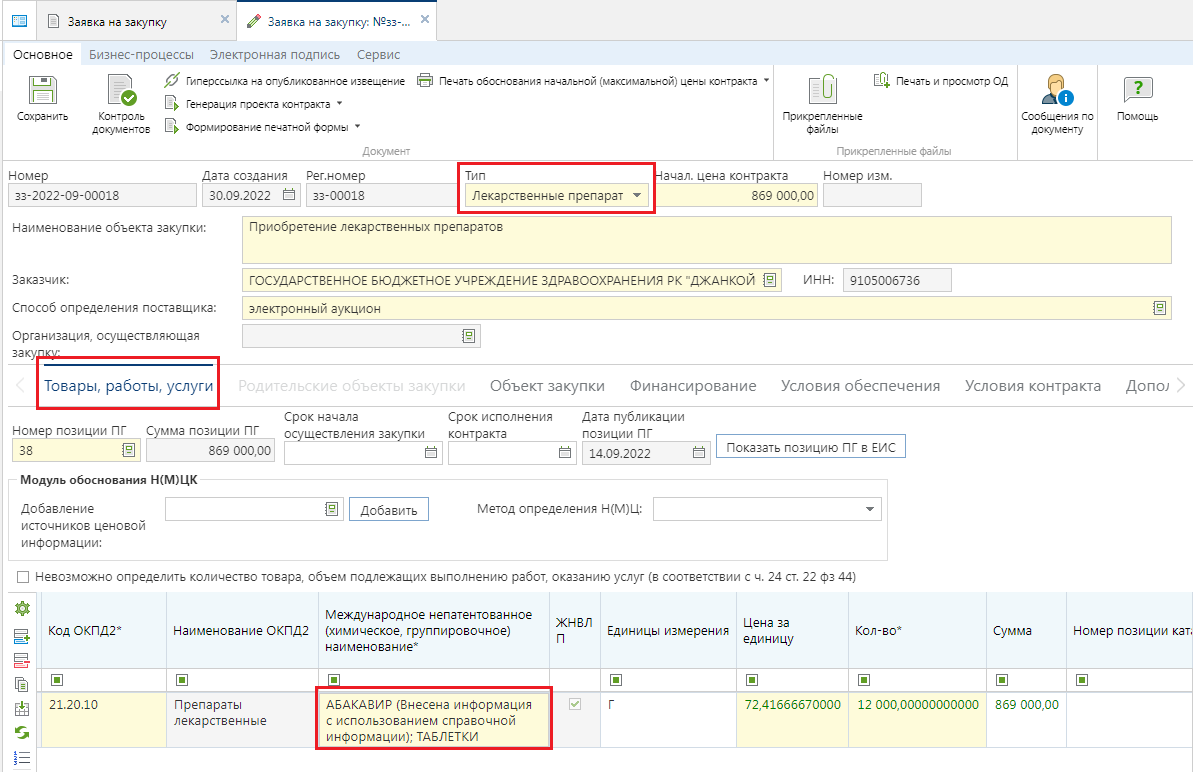 Заявка на закупку
Заявка на закупку: №зз-...
Основное Бизнес-процессы Электронная подпись Сервис
Сохранить
Контроль
документов
Гиперссылка на опубликованное извещение
Генерация проекта контракта
Формирование печатной формы
Печать обоснования начальной (максимальной) цены контракта
Документ
Прикрепленные
файлы
Печать и просмотр ОД
Прикрепленные файлы
Сообщения по
документу
Помощь
Номер Дата создания Рег.номер Тип Начал. цена контракта Номер изм.
зз-2022-09-00018 30.09.2022 зз-00018 Лекарственные препарат 869 000,00
Наименование объекта закупки: Приобретение лекарственных препаратов
Заказчик: ГОСУДАРСТВЕННОЕ БЮДЖЕТНОЕ УЧРЕЖДЕНИЕ ЗДРАВООХРАНЕНИЯ РК "ДЖАНКОЙ ИНН: 9105006736
Способ определения поставщика: электронный аукцион
Организация, осуществляющая
закупку:
Товары, работы, услуги Родительские объекты закупки Объект закупки Финансирование Условия обеспечения Условия контракта Допол
Номер позиции ПГ
38
Сумма позиции ПГ
869 000,00
Срок начала
осуществления закупки
Срок исполнения
контракта
Дата публикации
позиции ПГ
14.09.2022
Показать позицию ПГ в ЕИС
Модуль обоснования Н(М)ЦК
Добавление
источников ценовой
информации:
Добавить
Метод определения Н(М)Ц:
Невозможно определить количество товара, объем подлежащих выполнению работ, оказанию услуг (в соответствии с ч. 24 ст. 22 фз 44)
Код ОКПД2*
Наименование ОКПД2
Международное непатентованное
(химическое, группировочное)
наименование*
ЖНВЛ
П
Единицы измерения
Цена за
единицу
Кол-во*
Сумма
Номер позиции ката
21.20.10
Препараты
лекарственные
АБАКАВИР (Внесена информация
с использованием справочной
информации); ТАБЛЕТКИ
Г
72,41666670000
12 000,00000000000
869 000,00